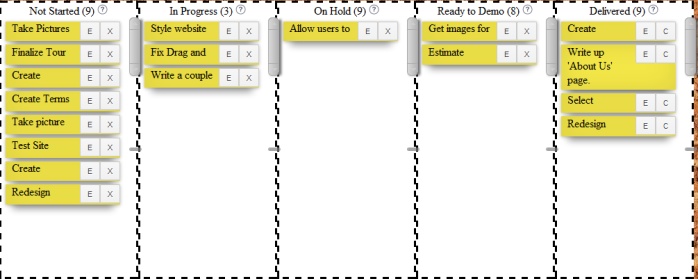 Not Started (9) ?
Take Pictures E X
Finalize Tour E X
Create E X
Create Terms E X
Take picture E X
Test Site E X
Create E X
Redesign E X
In Progress (3) ?
Style website E X
Fix Drag and E X
Write a couple E X
On Hold (9) ?
Allow users to E X
Ready to Demo (8) ?
Get images for E X
Estimate E X
Delivered (9) ?
Create E C
Write up E C
'About Us'
page.
Select E C
Redesign E C